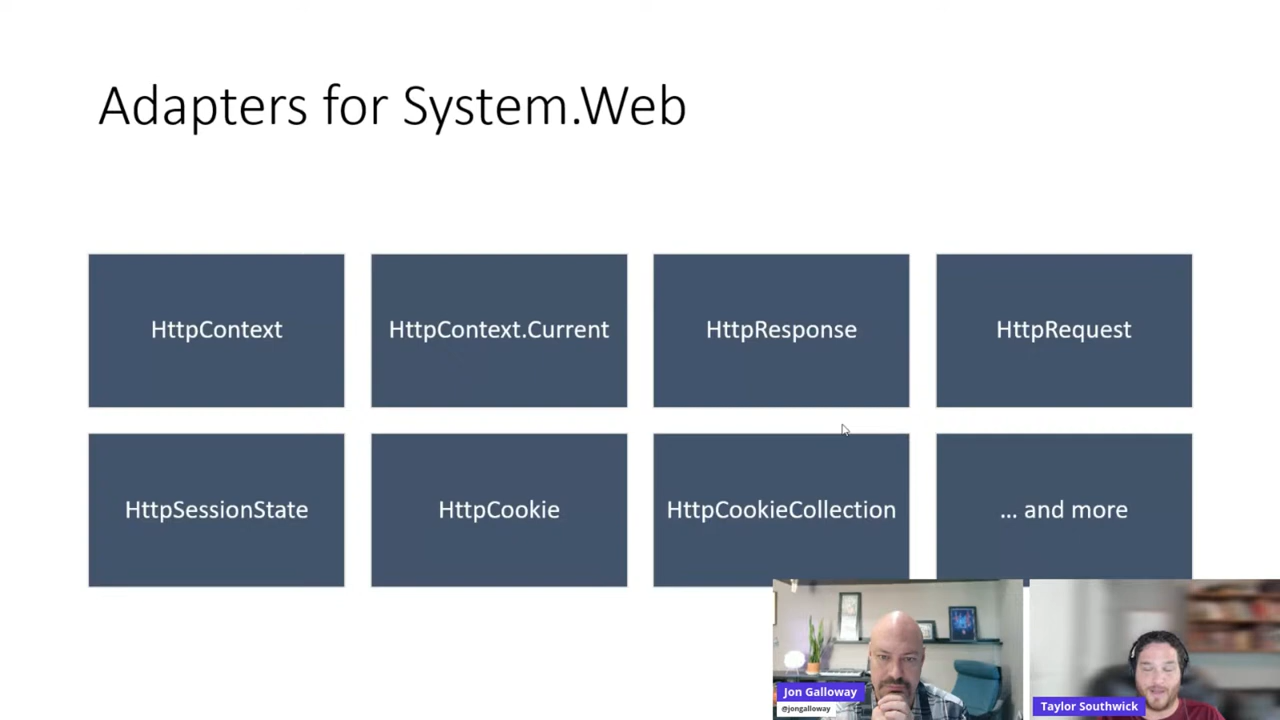 Adapters for System.Web
HttpContext
HttpContext.Current
HttpResponse
HttpRequest
HttpSessionState
HttpCookie
HttpCookieCollection
... and more
Jon Galloway
@jongalloway
Taylor Southwick